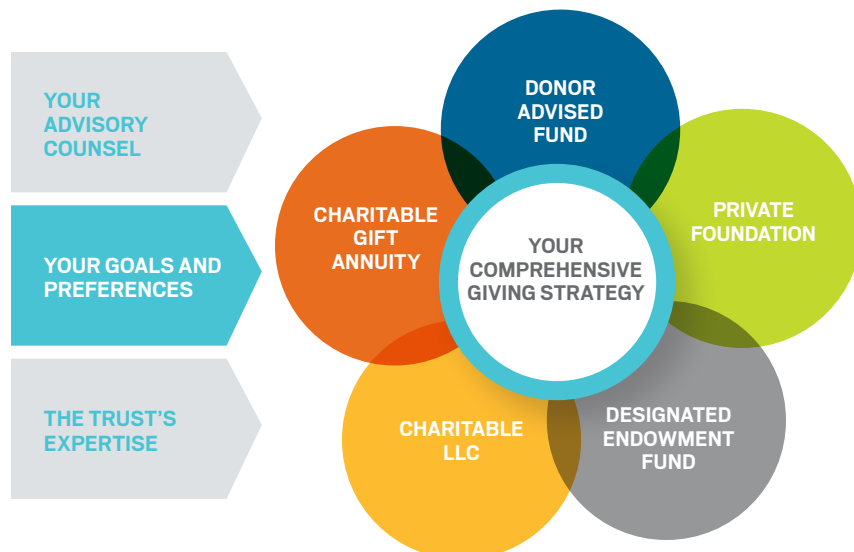 YOUR
ADVISORY
COUNSEL
YOUR GOALS AND
PREFERENCES
THE TRUST'S
EXPERTISE
DONOR
ADVISED
FUND
PRIVATE
FOUNDATION
DESIGNATED
ENDOWMENT
FUND
CHARITABLE
LLC
CHARITABLE
GIFT
ANNUITY
YOUR
COMPREHENSIVE
GIVING STRATEGY